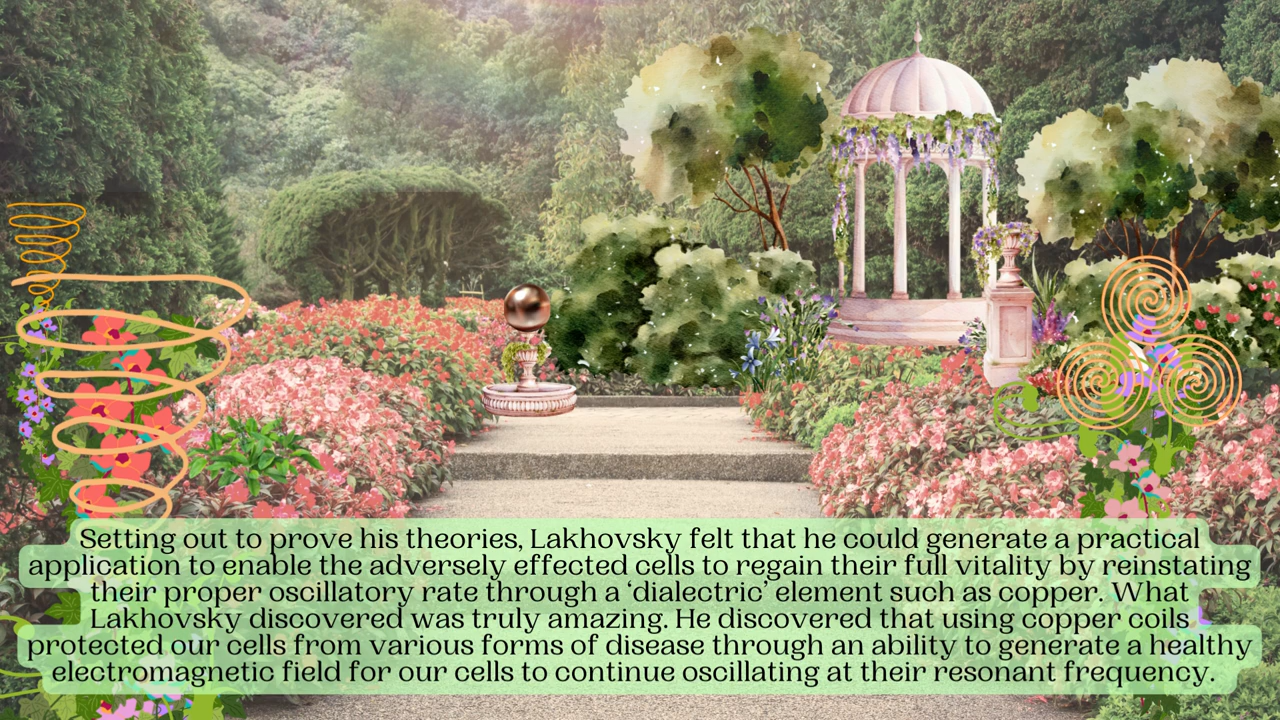 Setting out to prove his theories, Lakhovsky felt that he could generate a practical
application to enable the adversely effected cells to regain their full vitality by reinstating
their proper oscillatory rate through a ‘dialectric’ element such as copper. What
Lakhovsky discovered was truly amazing. He discovered that using copper coils
protected our cells from various forms of disease through an ability to generate a healthy
electromagnetic field for our cells to continue oscillating at their resonant frequency.